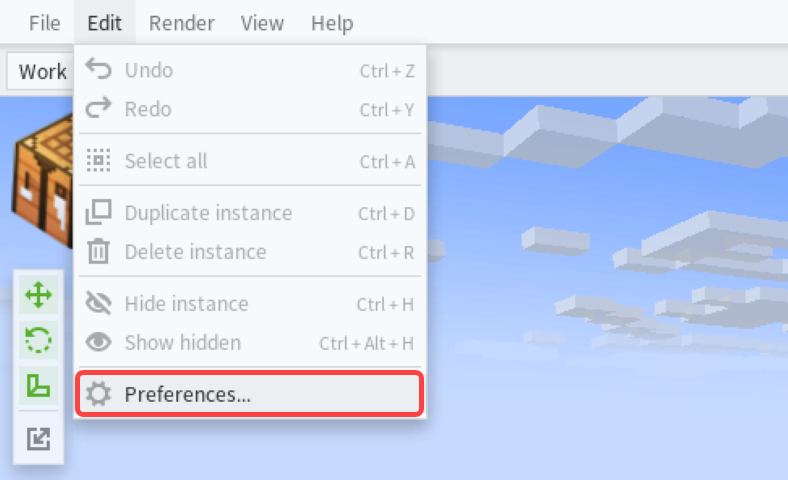 File Edit Render View Help
Work
Undo Ctrl + Z
Redo Ctrl + Y
Select all Ctrl + A
Duplicate instance Ctrl + D
Delete instance Ctrl + R
Hide instance Ctrl + H
Show hidden Ctrl + Alt + H
Preferences...